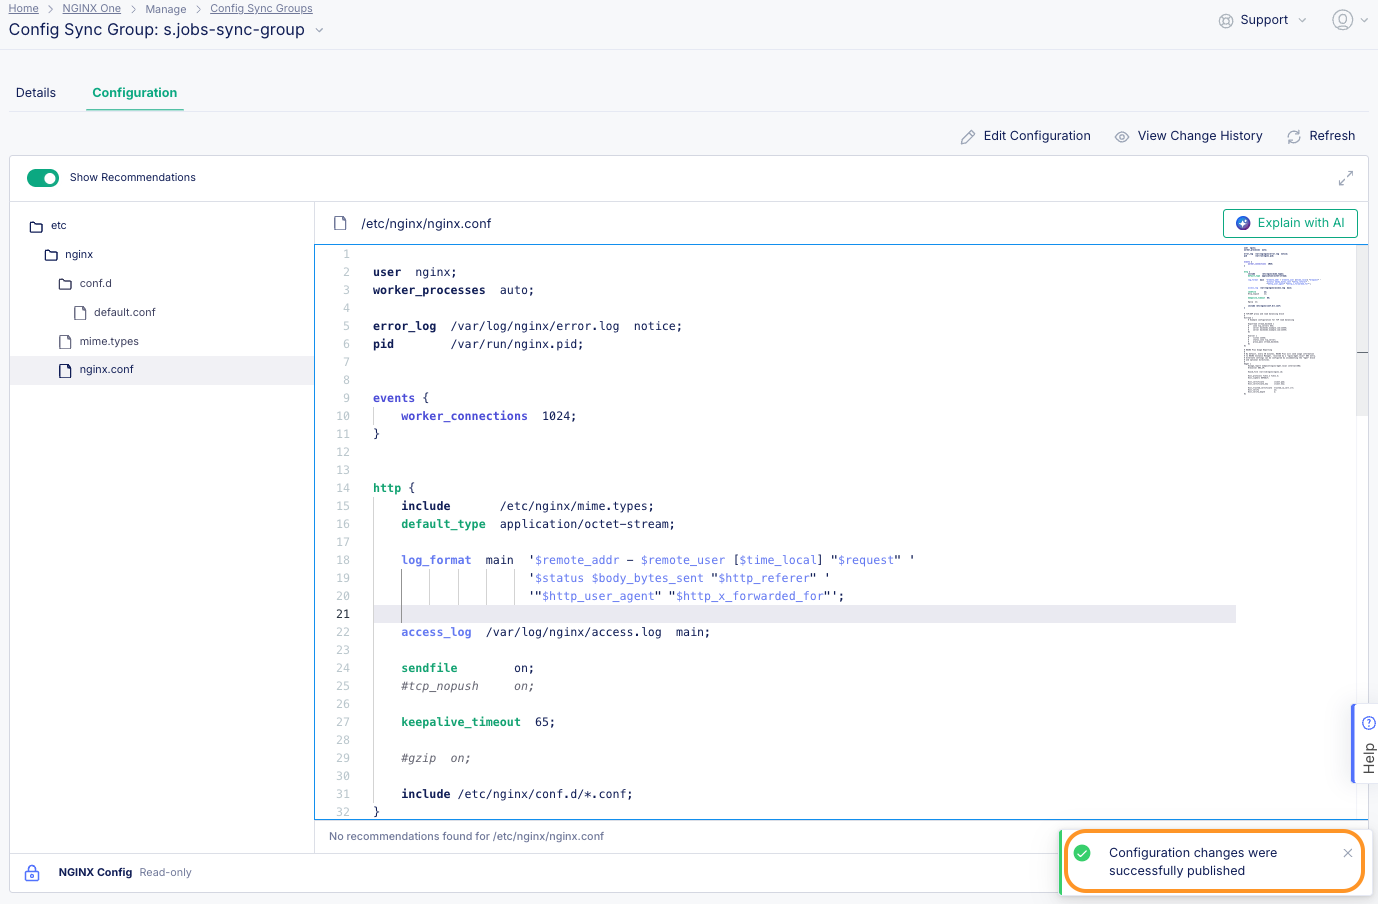 Home > NGINX One > Manage > Config Sync Groups
Config Sync Group: s.jobs-sync-group
Support
Details
Configuration
Edit Configuration
View Change History
Refresh
Show Recommendations
etc
nginx
conf.d
default.conf
mime.types
nginx.conf
/etc/nginx/nginx.conf
Explain with AI
1
2 user  nginx;
3 worker_processes  auto;
4
5 error_log  /var/log/nginx/error.log  notice;
6 pid        /var/run/nginx.pid;
7
8
9 events {
10     worker_connections  1024;
11 }
12
13
14 http {
15     include       /etc/nginx/mime.types;
16     default_type  application/octet-stream;
17
18     log_format  main  '$remote_addr - $remote_user [$time_local] "$request" '
19                       '$status $body_bytes_sent "$http_referer" '
20                       '"$http_user_agent" "$http_x_forwarded_for"';
21
22     access_log  /var/log/nginx/access.log  main;
23
24     sendfile        on;
25     #tcp_nopush     on;
26
27     keepalive_timeout  65;
28
29     #gzip  on;
30
31     include /etc/nginx/conf.d/*.conf;
32 }
No recommendations found for /etc/nginx/nginx.conf
NGINX Config Read-only
Help
Configuration changes were
successfully published